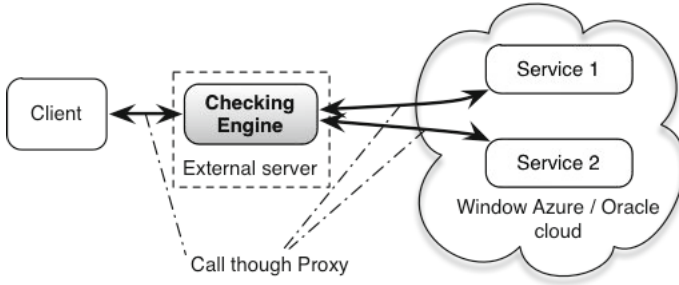 Client
Checking
Engine
External server
Service 1
Service 2
Window Azure / Oracle
cloud
Call though Proxy